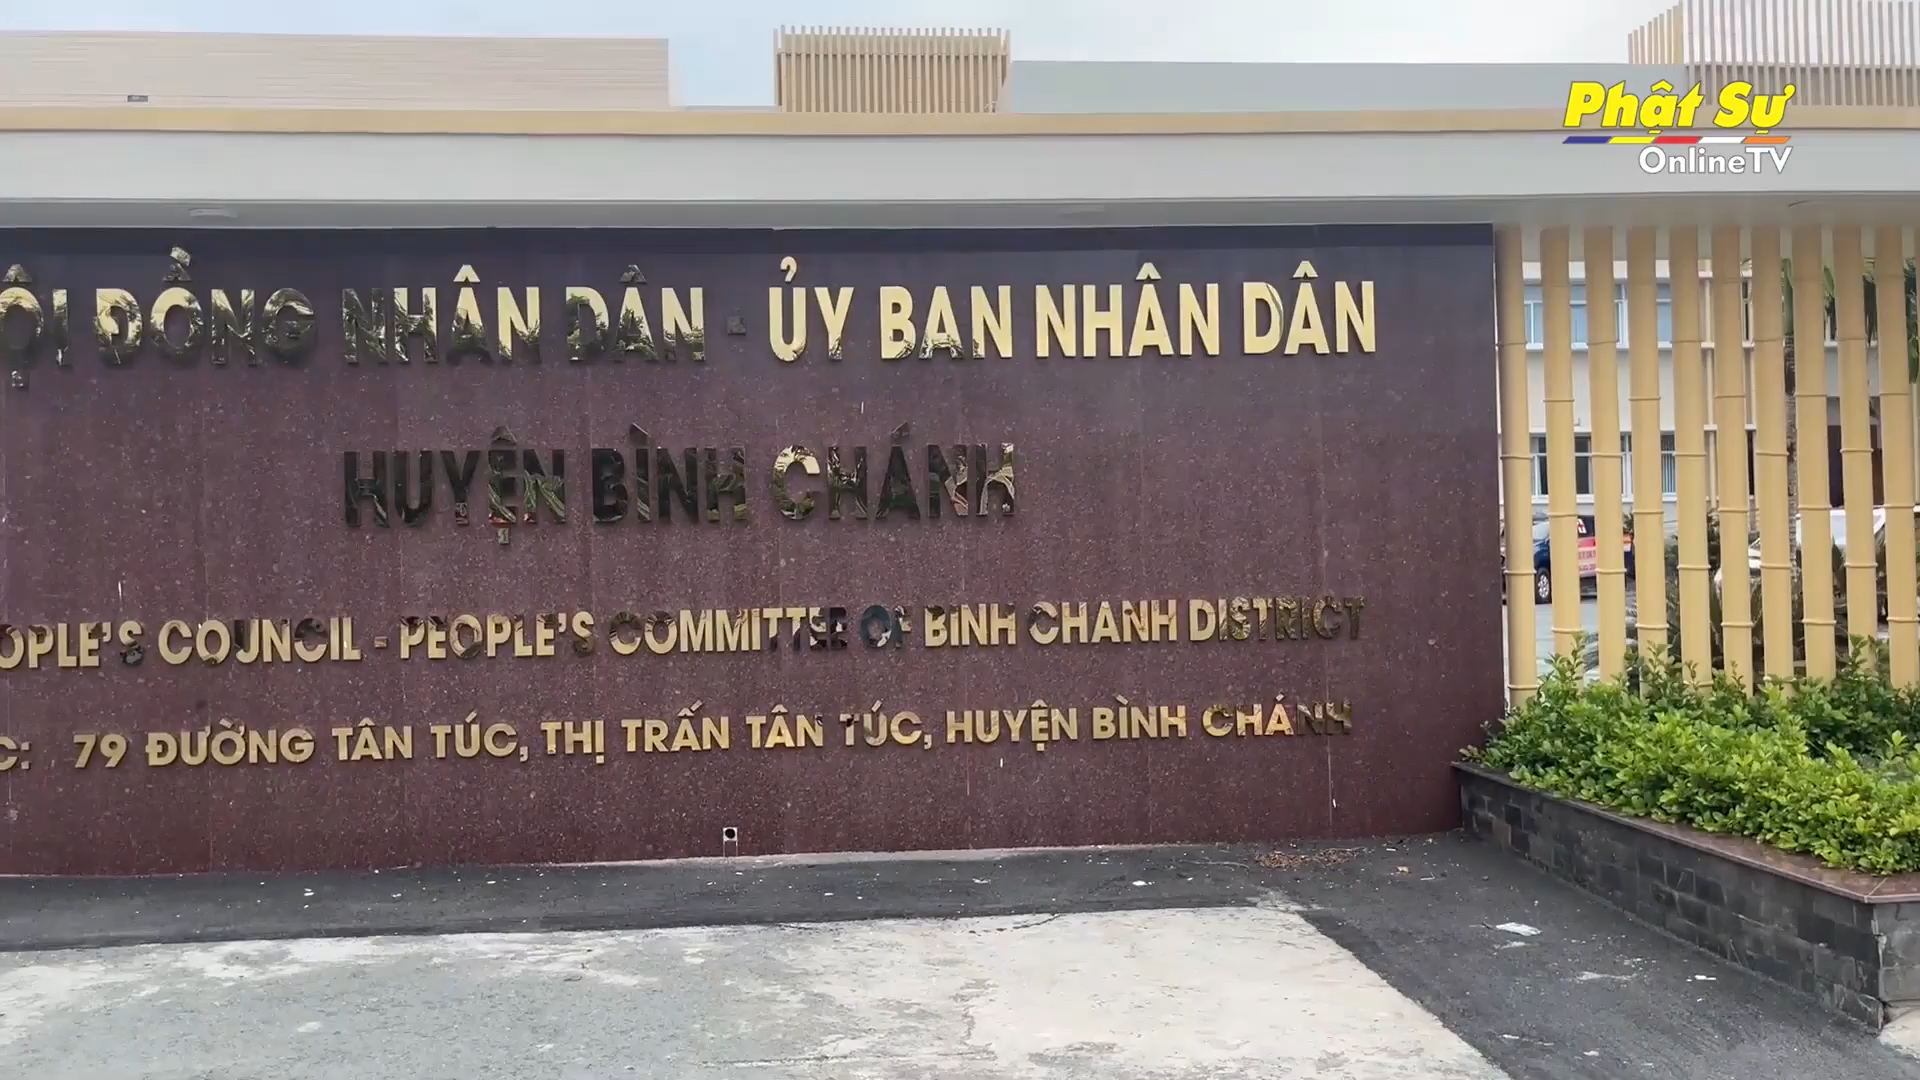 Phật Sự
OnlineTV
ỘI ĐỒNG NHÂN DÂN - ỦY BAN NHÂN DÂN
HUYỆN BÌNH CHÁNH
OPLE'S COUNCIL - PEOPLE'S COMMITTEE OF BINH CHANH DISTRICT
C: 79 ĐƯỜNG TÂN TÚC, THỊ TRẤN TÂN TÚC, HUYỆN BÌNH CHÁNH